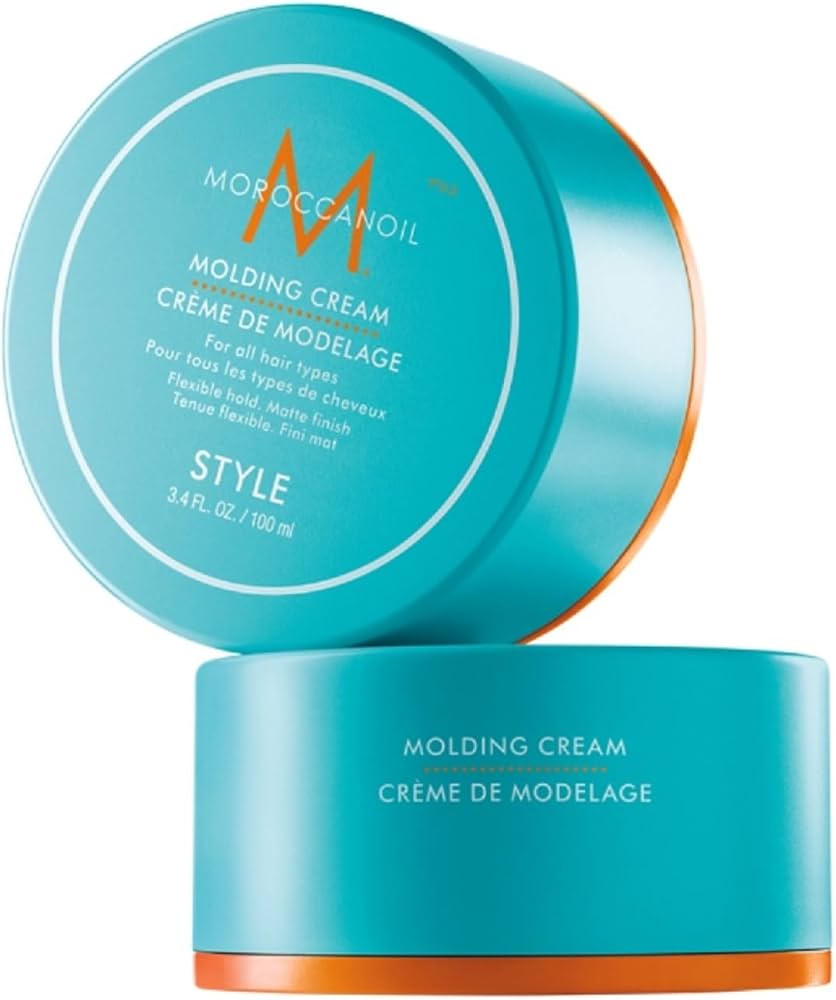 M
MOROCCANOIL
MOLDING CREAM
CRÈME DE MODELAGE
For all hair types
Pour tous les types de cheveux
Flexible hold. Matte finish
Tenue flexible. Fini mat
STYLE
3.4 FL. OZ. / 100 ml
MOLDING CREAM
CRÈME DE MODELAGE